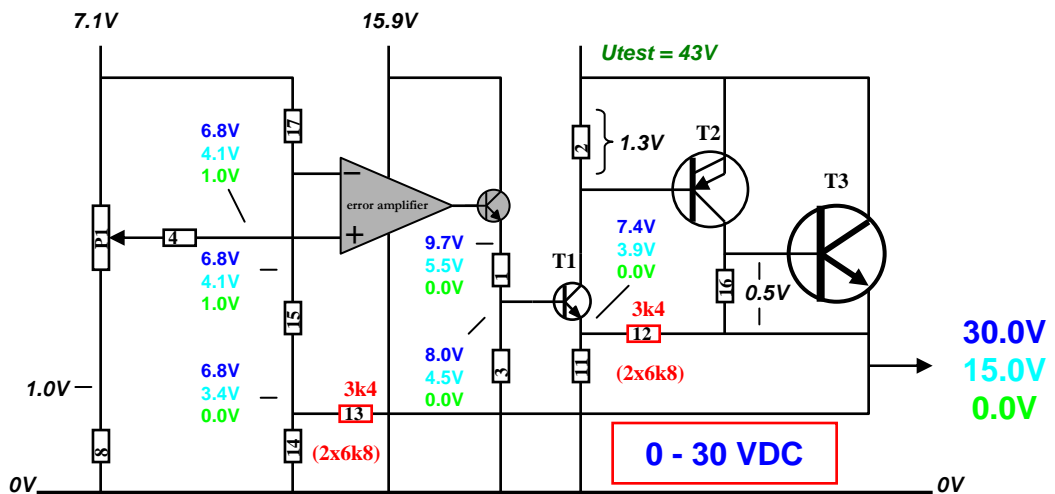 7.1V
15.9V
Utest = 43V
17
6.8V
4.1V
1.0V
2
1.3V
T2
T3
error amplifier
−
+
P1
4
9.7V
5.5V
0.0V
1
T1
7.4V
3.9V
0.0V
16
0.5V
6.8V
4.1V
1.0V
15
3k4
12
30.0V
15.0V
0.0V
8.0V
4.5V
0.0V
3
11
(2x6k8)
1.0V
6.8V
3.4V
0.0V
3k4
13
8
14
(2x6k8)
0 - 30 VDC
0V
0V